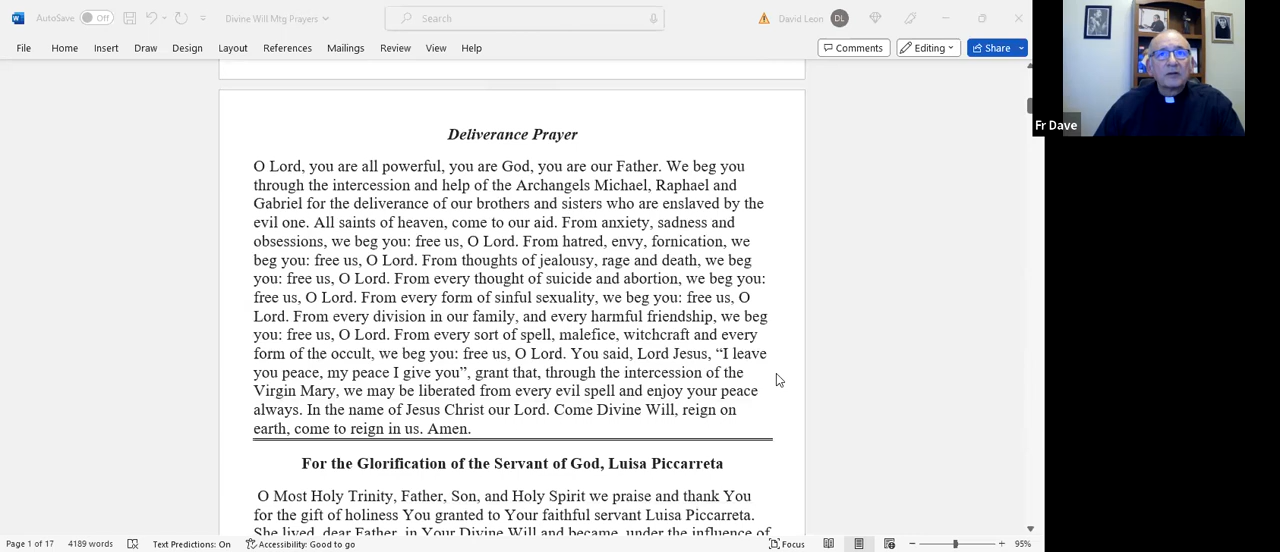 AutoSave Off Divine Will Mtg Prayers Search David Leon DL
File Home Insert Draw Design Layout References Mailings Review View Help Comments Editing Share
Fr Dave
Deliverance Prayer
O Lord, you are all powerful, you are God, you are our Father. We beg you
through the intercession and help of the Archangels Michael, Raphael and
Gabriel for the deliverance of our brothers and sisters who are enslaved by the
evil one. All saints of heaven, come to our aid. From anxiety, sadness and
obsessions, we beg you: free us, O Lord. From hatred, envy, fornication, we
beg you: free us, O Lord. From thoughts of jealousy, rage and death, we beg
you: free us, O Lord. From every thought of suicide and abortion, we beg you:
free us, O Lord. From every form of sinful sexuality, we beg you: free us, O
Lord. From every division in our family, and every harmful friendship, we beg
you: free us, O Lord. From every sort of spell, malefice, witchcraft and every
form of the occult, we beg you: free us, O Lord. You said, Lord Jesus, “I leave
you peace, my peace I give you”, grant that, through the intercession of the
Virgin Mary, we may be liberated from every evil spell and enjoy your peace
always. In the name of Jesus Christ our Lord. Come Divine Will, reign on
earth, come to reign in us. Amen.
For the Glorification of the Servant of God, Luisa Piccarreta
O Most Holy Trinity, Father, Son, and Holy Spirit we praise and thank You
for the gift of holiness You granted to Your faithful servant Luisa Piccarreta.
She lived, dear Father, in Your Divine Will and became, under the influence of
Page 1 of 17 4189 words Text Predictions: On Accessibility: Good to go Focus 95%